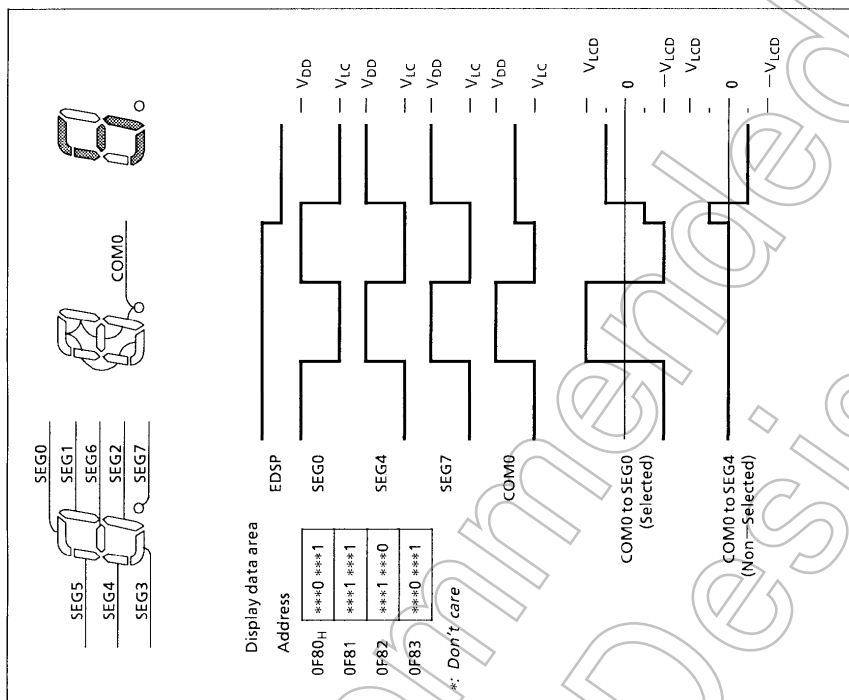 SEG0
SEG1
SEG6
SEG2
SEG7
SEG5
SEG4
SEG3
COM0
Display data area
Address
0F80H ***0 ***1
0F81 ***1 ***1
0F82 ***1 ***0
0F83 ***0 ***1
*: Don't care
EDSP
SEG0
VDD
VLC
SEG4
VDD
VLC
SEG7
VDD
VLC
COM0
VDD
VLC
COM0 to SEG0
(Selected)
VLCD
0
—VLCD
COM0 to SEG4
(Non—Selected)
VLCD
0
—VLCD
ommended
Desig